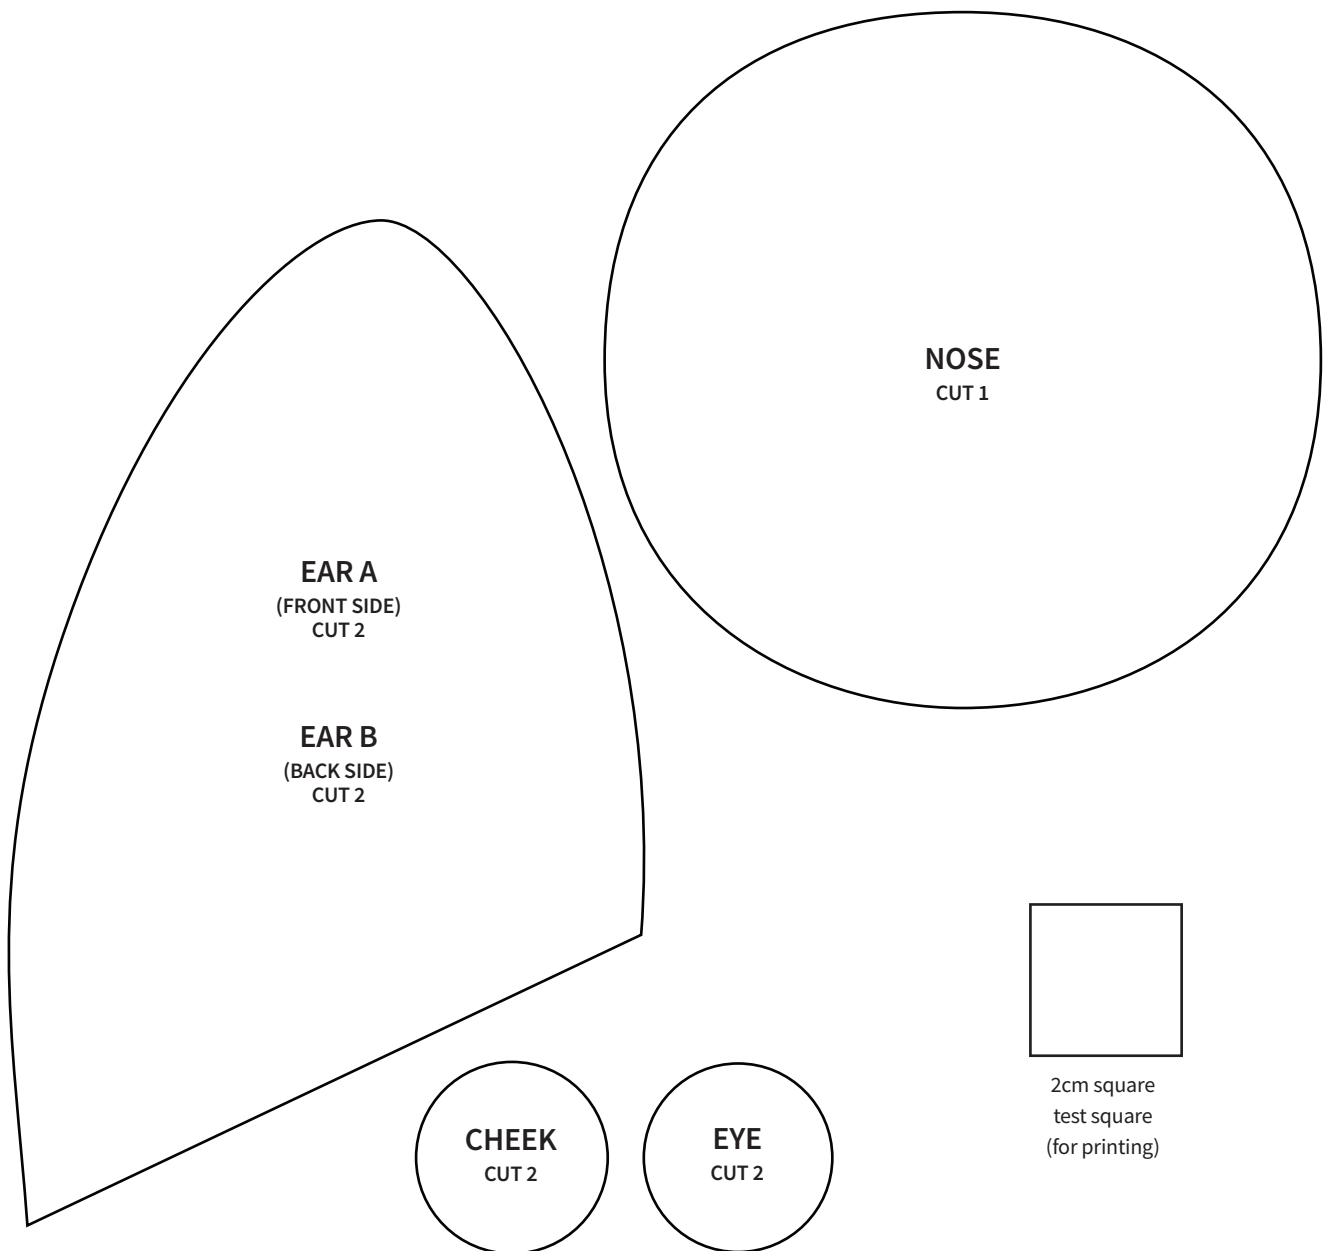 NOSE
CUT 1
EAR A
(FRONT SIDE)
CUT 2
EAR B
(BACK SIDE)
CUT 2
CHEEK
CUT 2
EYE
CUT 2
2cm square
test square
(for printing)